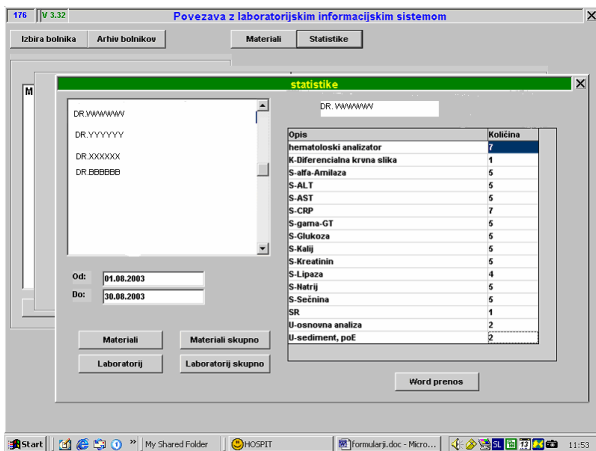 176 V 3.32 Povezava z laboratorijskim informacijskim sistemom
Izbira bolnika Arhiv bolnikov Materiali Statistike
M
statistike
DR.VWWWWV
DR.YYYYYY
DR.XXXXXX
DR.BBBBBB
Od: 01.08.2003
Do: 30.08.2003
Materiali Materiali skupno
Laboratorij Laboratorij skupno
DR. VWWWWV
Opis Količina
hematoloski analizator 7
K-Diferencialna krvna slika 1
S-alfa-Amilaza 5
S-ALT 5
S-AST 5
S-CRP 7
S-gama-GT 5
S-Glukoza 5
S-Kalij 5
S-Kreatinin 5
S-Lipaza 4
S-Natrij 5
S-Sečnina 5
SR 1
U-osnovna analiza 2
U-sediment, poE 2
Word prenos
Start » My Shared Folder HOSPIT formularji.doc - Micro... SL 11:53